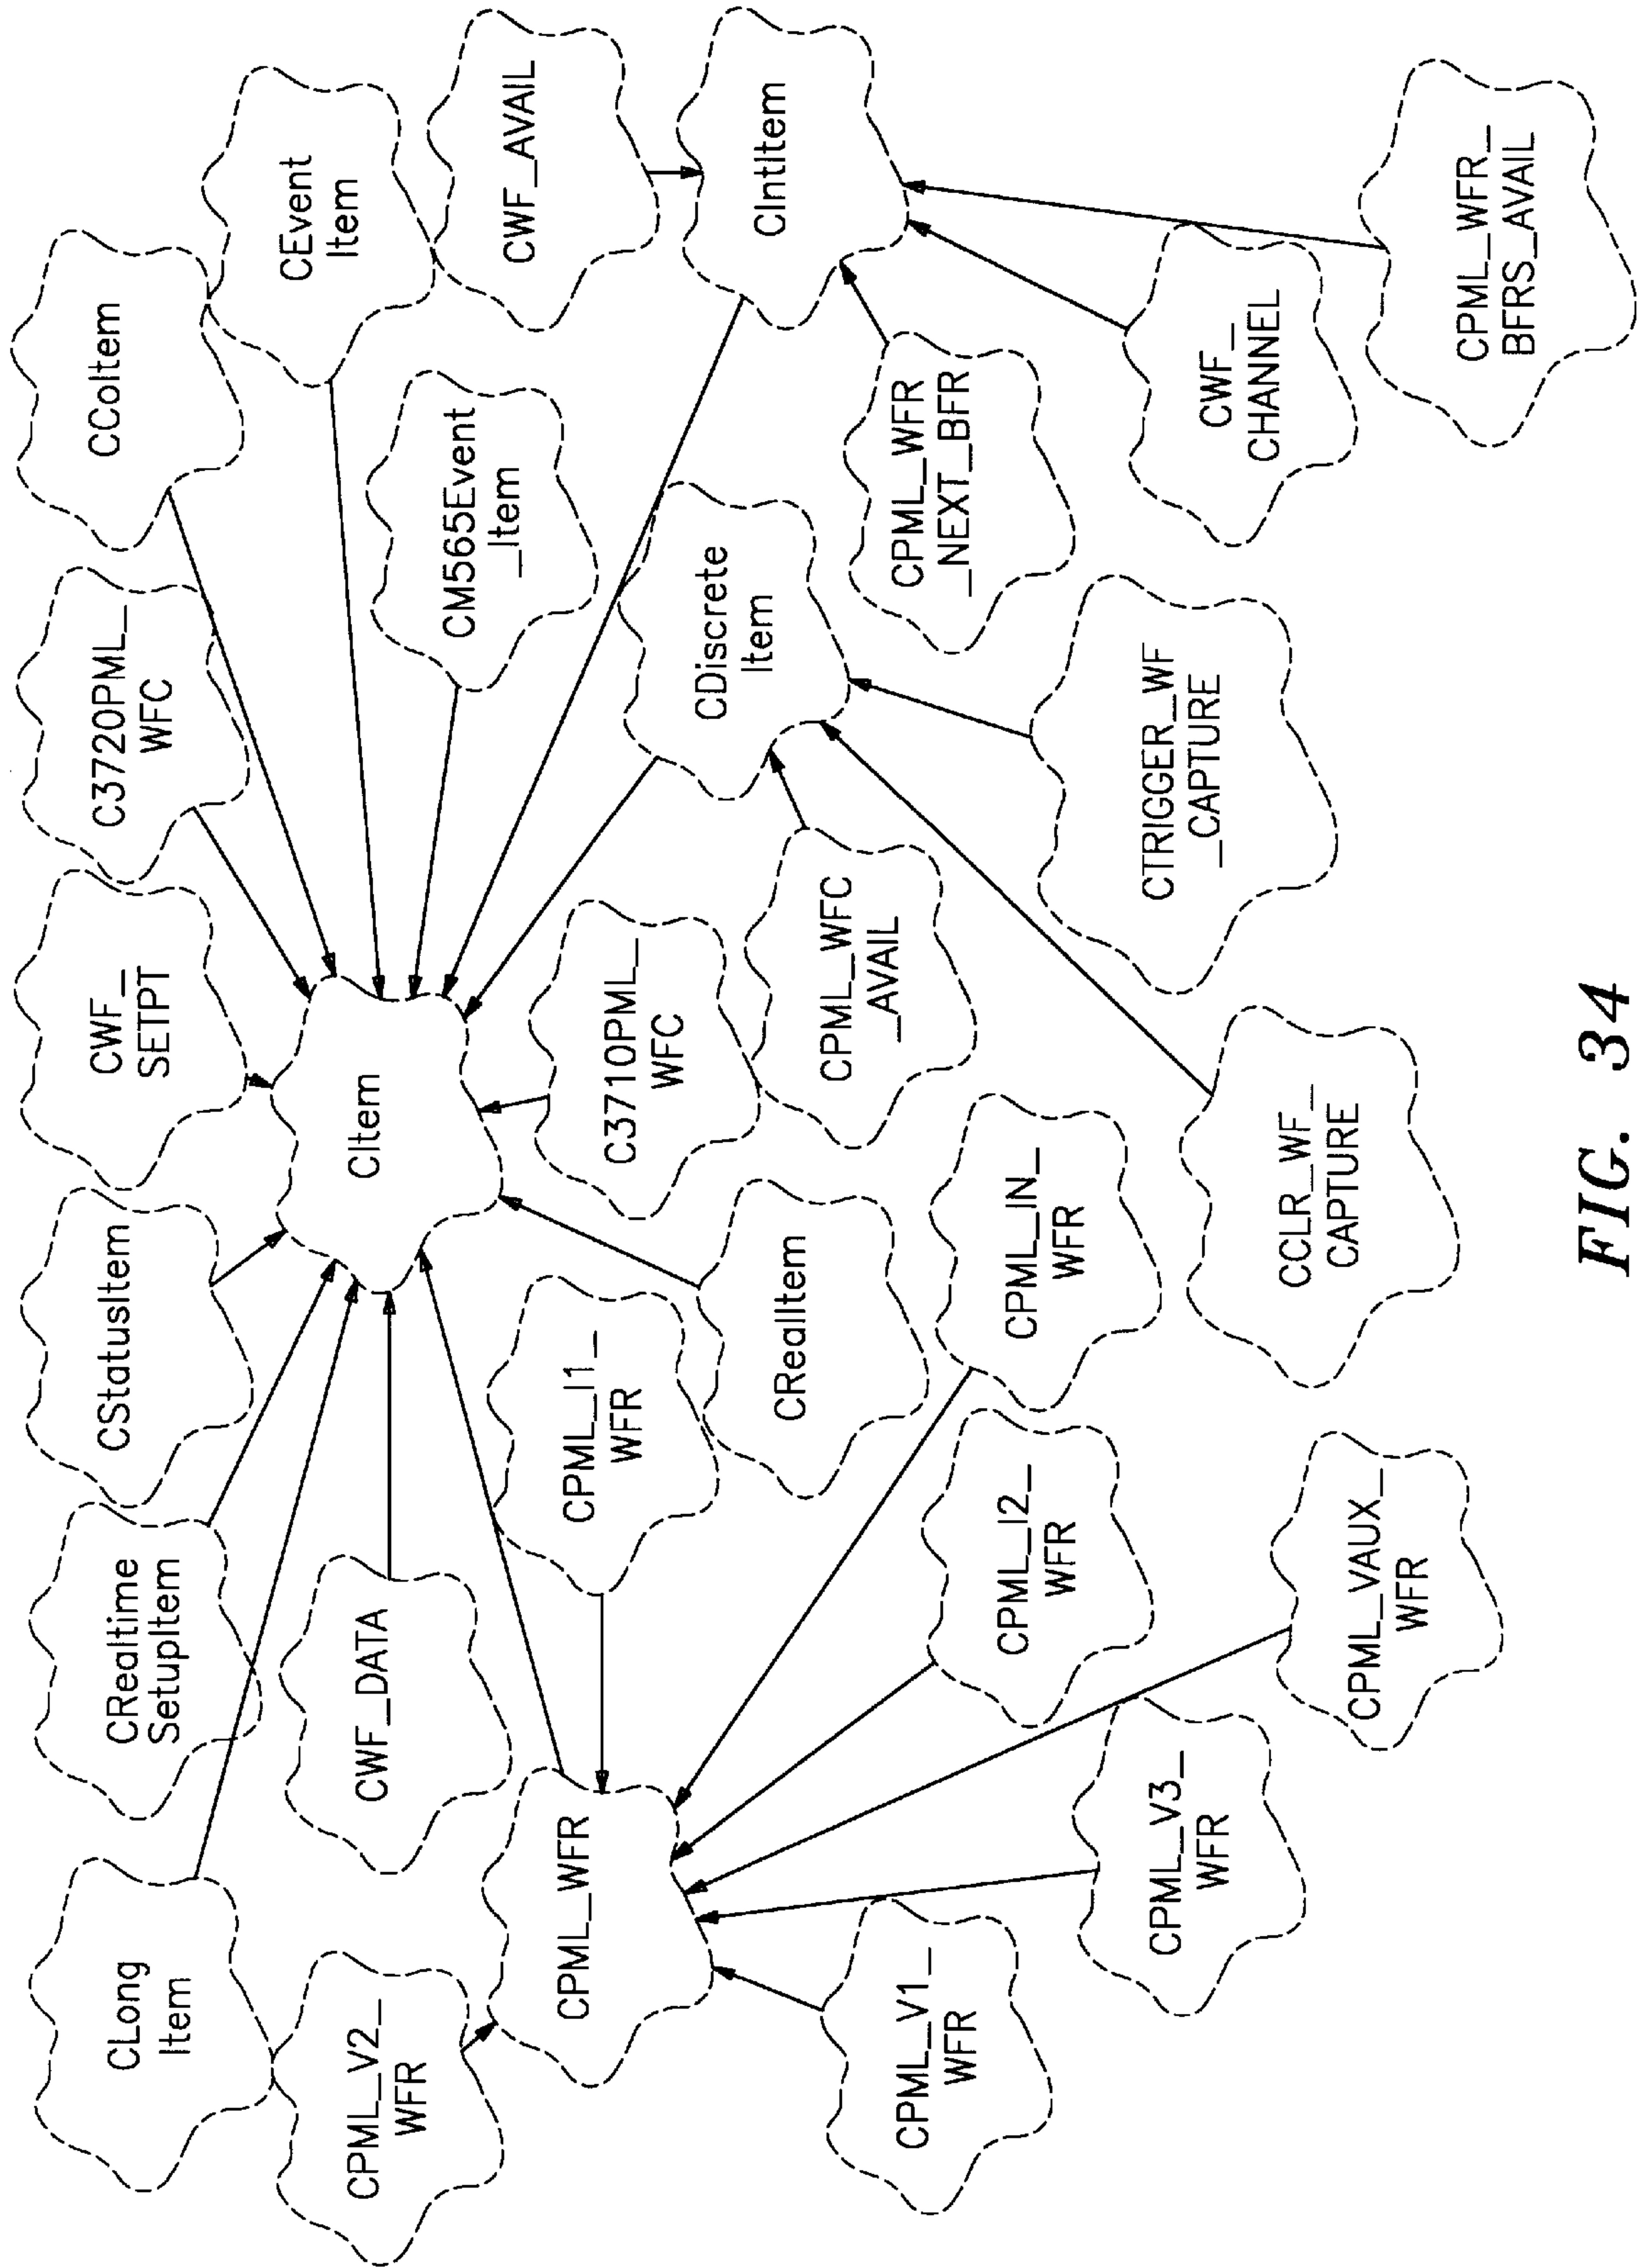 CLong
Item
CRealtime
SetupItem
CStatusItem
CWF_
SETPT
C3720PML_
WFC
CColtem
CEvent
Item
CPML_V2_
WFR
CWF_DATA
CItem
CM565Event
_Item
CWF_AVAIL
CPML_WFR
CPML_I1_
WFR
C3710PML_
WFC
CDiscrete
Item
CIntItem
CRealItem
CPML_WFC
_AVAIL
CPML_WFR
_NEXT_BFR
CPML_V1_
WFR
CPML_I2_
WFR
CPML_IN_
WFR
CPML_V3_
WFR
CTRIGGER_WF
_CAPTURE
CWF_
CHANNEL
CPML_VAUX_
WFR
CCLR_WF_
CAPTURE
CPML_WFR_
BFRS_AVAIL
FIG. 34